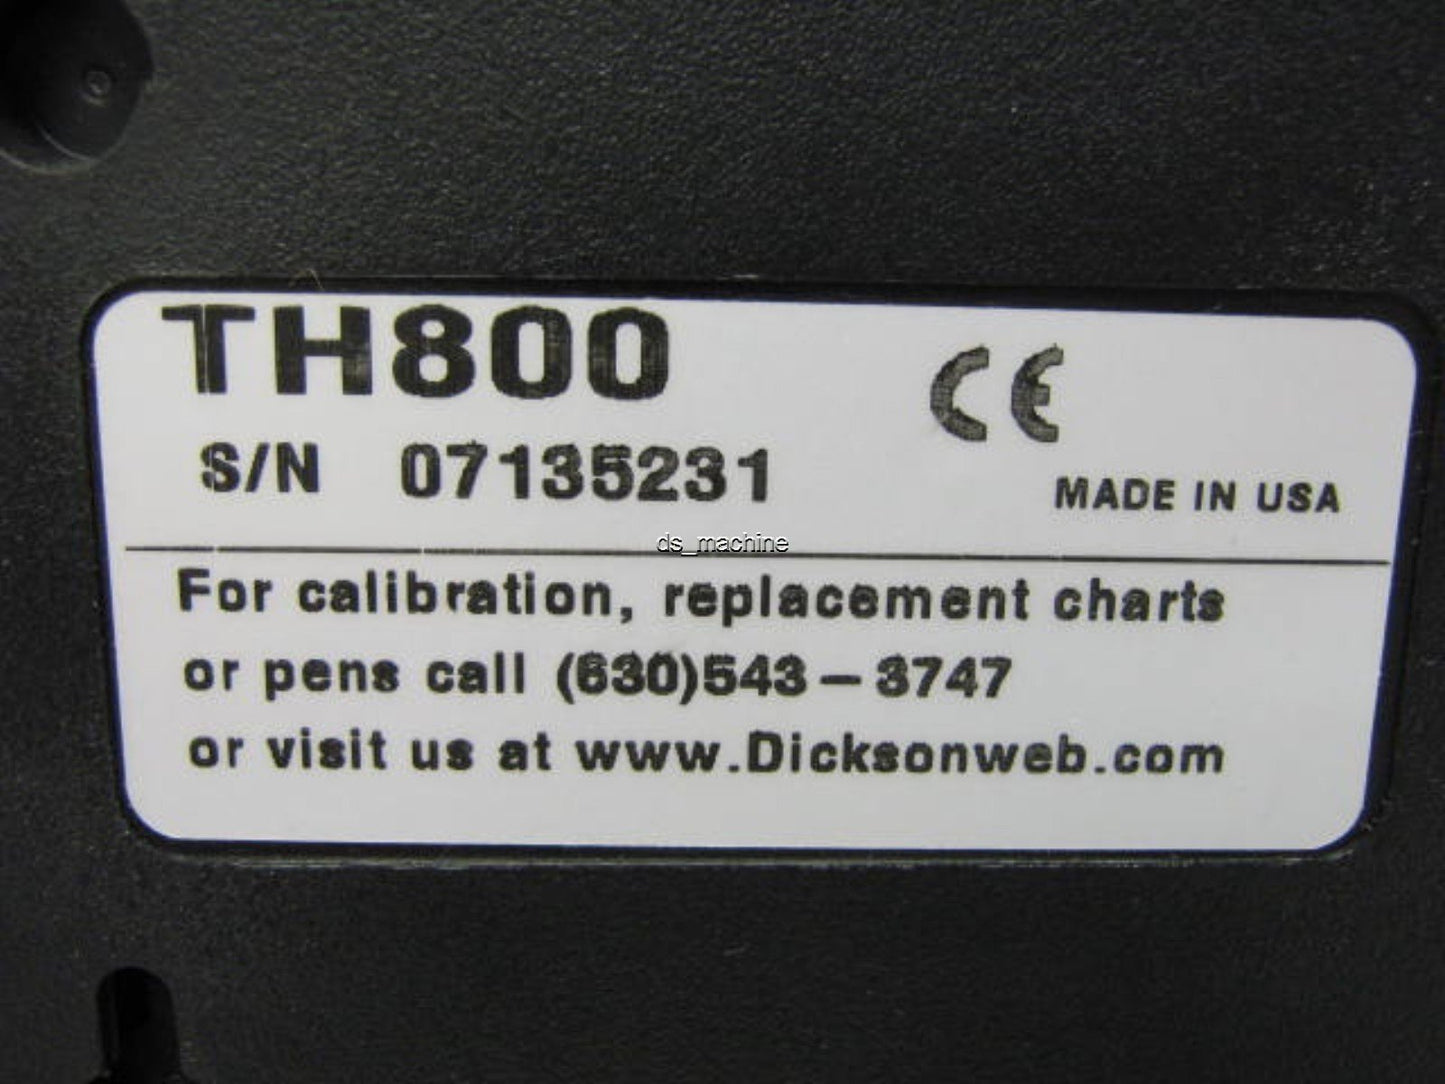 TH800
CE
S/N 07135231
MADE IN USA
ds_machine
For calibration, replacement charts
or pens call (630)543-3747
or visit us at www.Dicksonweb.com